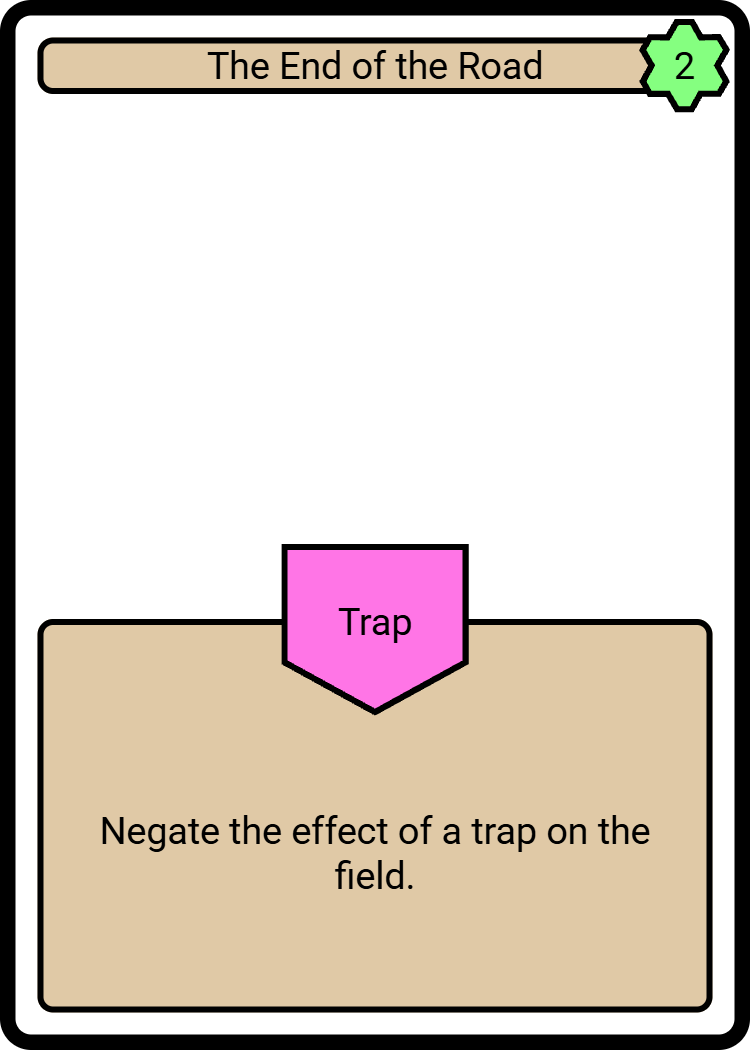 The End of the Road
2
Trap
Negate the effect of a trap on the
field.